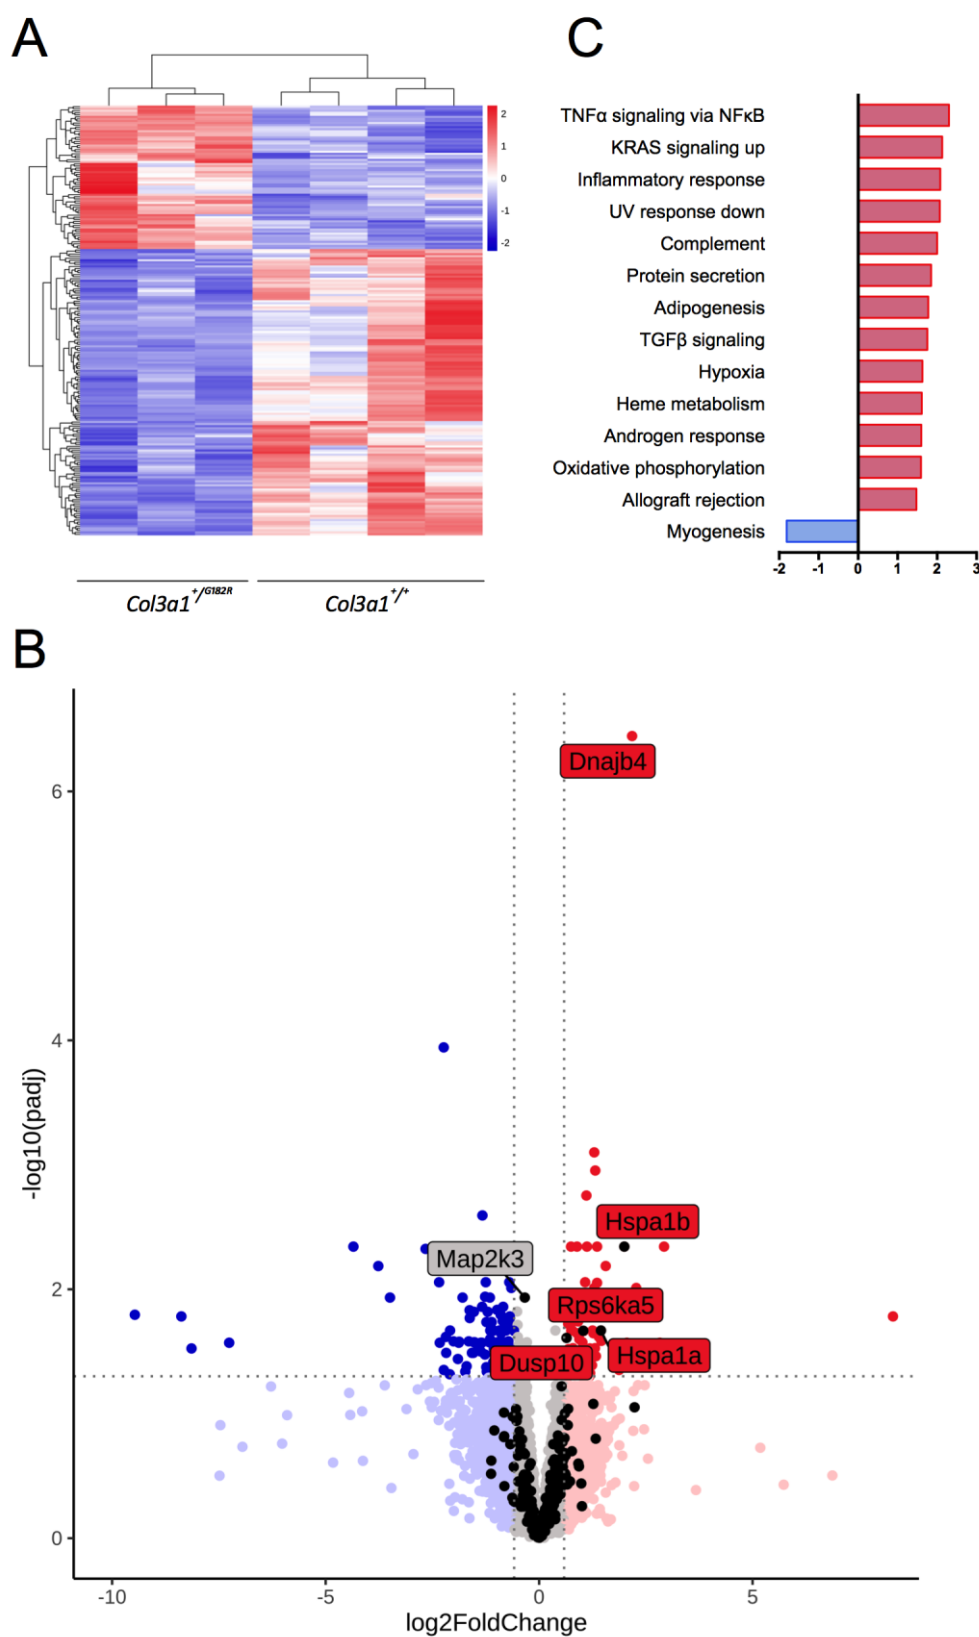 A
2
1
0
-1
-2
Col3a1+/G182R
Col3a1+/+
C
TNFα signaling via NFκB
KRAS signaling up
Inflammatory response
UV response down
Complement
Protein secretion
Adipogenesis
TGFβ signaling
Hypoxia
Heme metabolism
Androgen response
Oxidative phosphorylation
Allograft rejection
Myogenesis
-2 -1 0 1 2 3
B
-log10(padj)
6
4
2
0
Dnajb4
Hspa1b
Map2k3
Rps6ka5
Hspa1a
Dusp10
-10 -5 0 5
log2FoldChange